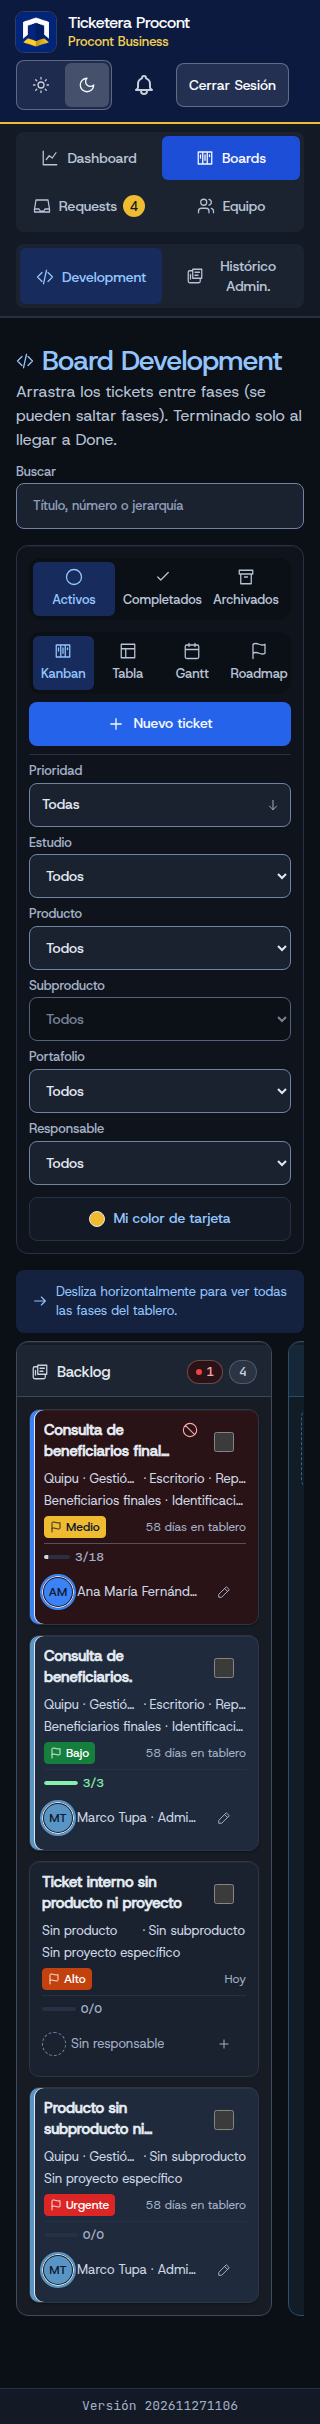 Ticketera Procont
Procont Business
Cerrar Sesión
Dashboard
Boards
Requests 4
Equipo
Development
Histórico
Admin.
Board Development
Arrastra los tickets entre fases (se
pueden saltar fases). Terminado solo al
llegar a Done.
Buscar
Título, número o jerarquía
Activos
Completados
Archivados
Kanban
Tabla
Gantt
Roadmap
Nuevo ticket
Prioridad
Todas
Estudio
Todos
Producto
Todos
Subproducto
Todos
Portafolio
Todos
Responsable
Todos
Mi color de tarjeta
Desliza horizontalmente para ver todas
las fases del tablero.
Backlog 1 4
Consulta de
beneficiarios final...
Quipu · Gestió... · Escritorio · Rep...
Beneficiarios finales · Identificaci...
Medio 58 días en tablero
3/18
AM Ana María Fernánd...
Consulta de
beneficiarios.
Quipu · Gestió... · Escritorio · Rep...
Beneficiarios finales · Identificaci...
Bajo 58 días en tablero
3/3
MT Marco Tupa · Admi...
Ticket interno sin
producto ni proyecto
Sin producto · Sin subproducto
Sin proyecto específico
Alto Hoy
0/0
Sin responsable
Producto sin
subproducto ni...
Quipu · Gestió... · Sin subproducto
Sin proyecto específico
Urgente 58 días en tablero
0/0
MT Marco Tupa · Admi...
Versión 202611271106